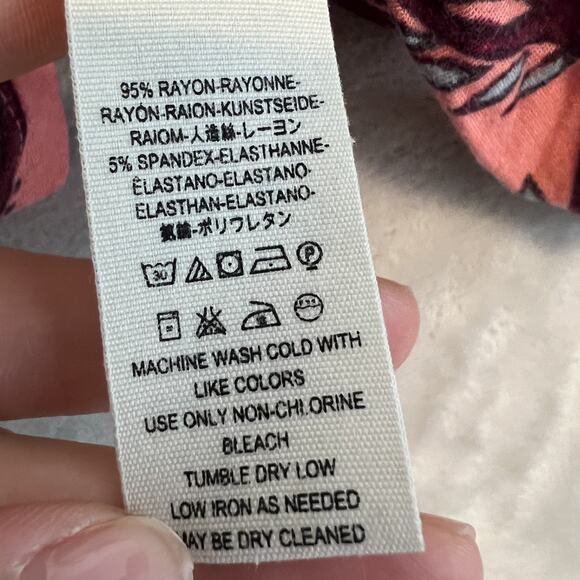 95% RAYON-RAYONNE-
RAYÓN-RAION-KUNSTSEIDE-
RAIOM-人造絲-レーヨン
5% SPANDEX-ELASTHANNE-
ELASTANO-ELASTANO-
ELASTHAN-ELASTANO-
氨綸-ポリウレタン
30
P
MACHINE WASH COLD WITH
LIKE COLORS
USE ONLY NON-CHLORINE
BLEACH
TUMBLE DRY LOW
LOW IRON AS NEEDED
MAY BE DRY CLEANED